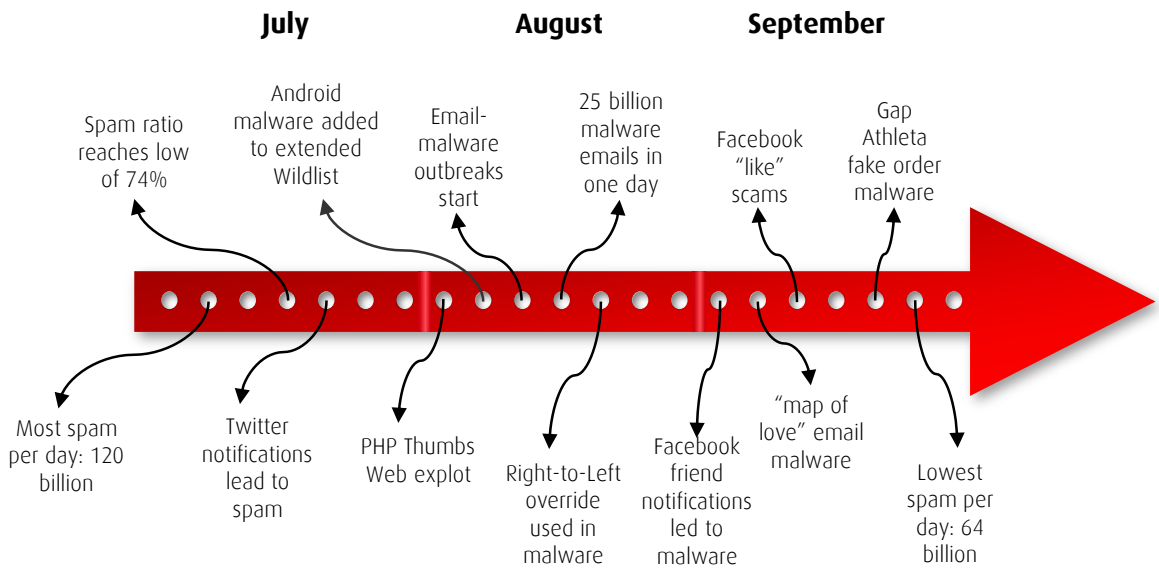 July
August
September
Spam ratio
reaches low
of 74%
Android
malware added
to extended
Wildlist
Email-
malware
outbreaks
start
25 billion
malware
emails in
one day
Facebook
“like”
scams
Gap
Athleta
fake order
malware
Most spam
per day: 120
billion
Twitter
notifications
lead to
spam
PHP Thumbs
Web explot
Right-to-Left
override
used in
malware
Facebook
friend
notifications
led to
malware
“map of
love” email
malware
Lowest
spam per
day: 64
billion